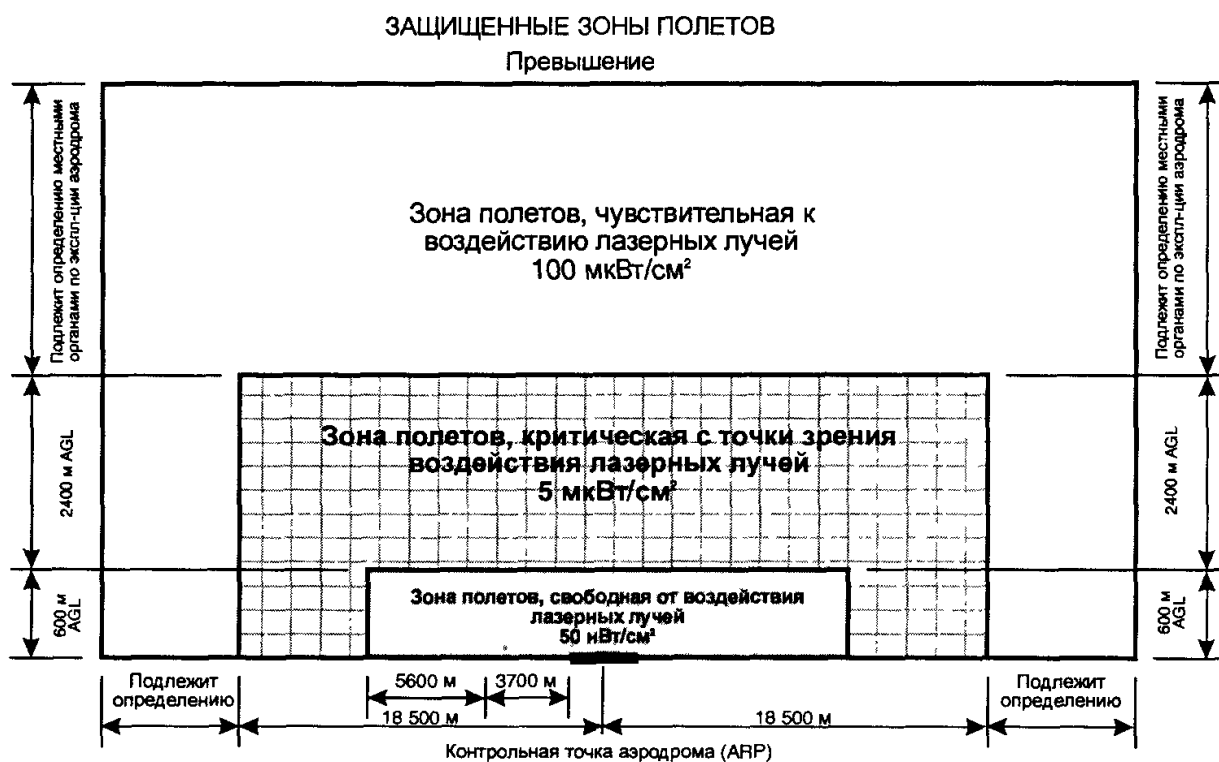 ЗАЩИЩЕННЫЕ ЗОНЫ ПОЛЕТОВ
Превышение
Подлежит определению местными
органами по экспл-ции аэродрома
Подлежит определению местными
органами по экспл-ции аэродрома
Зона полетов, чувствительная к
воздействию лазерных лучей
100 мкВт/см²
2400 м AGL
2400 м AGL
Зона полетов, критическая с точки зрения
воздействия лазерных лучей
5 мкВт/см²
600 м
AGL
600 м
AGL
Зона полетов, свободная от воздействия
лазерных лучей
50 нВт/см²
Подлежит
определению
5600 м
3700 м
Подлежит
определению
18 500 м
18 500 м
Контрольная точка аэродрома (ARP)